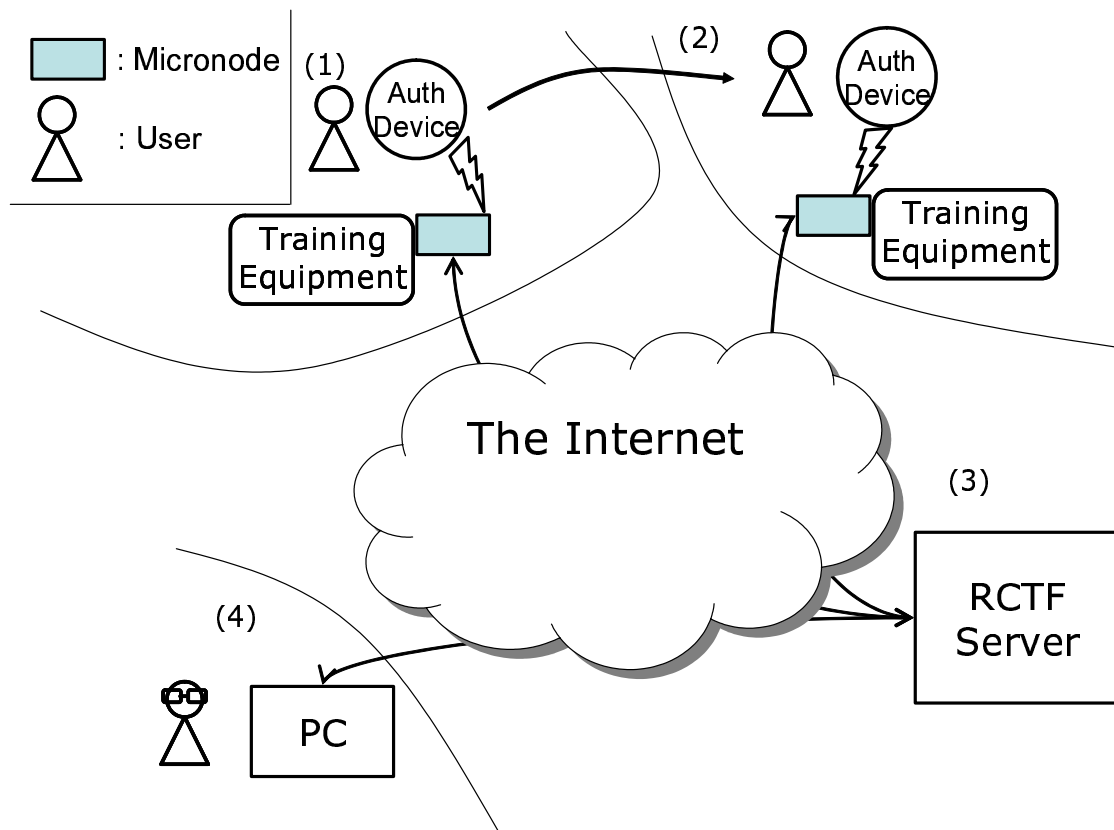 : Micronode
: User
(1)
Auth
Device
(2)
Auth
Device
Training
Equipment
Training
Equipment
The Internet
(3)
RCTF
Server
(4)
PC